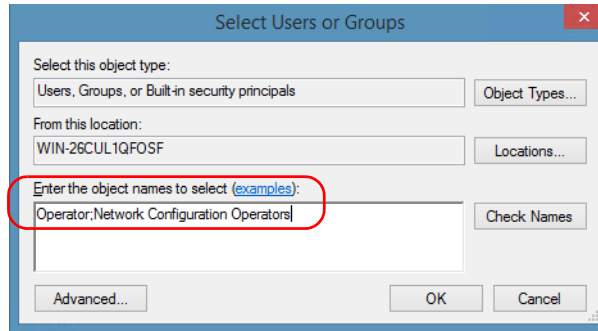 Select Users or Groups
Select this object type:
Users, Groups, or Built-in security principals
Object Types...
From this location:
WIN-26CUL1QFOSF
Locations...
Enter the object names to select (examples):
Operator;Network Configuration Operators
Check Names
Advanced...
OK
Cancel